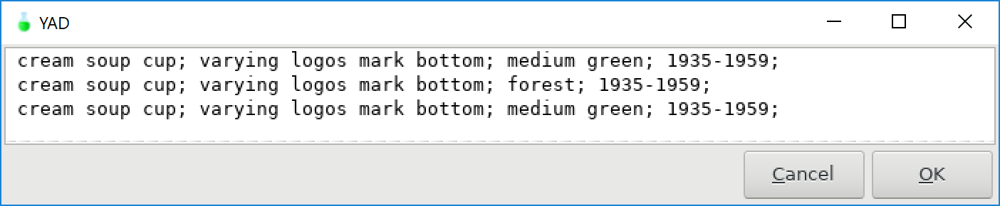 YAD
cream soup cup; varying logos mark bottom; medium green; 1935-1959;
cream soup cup; varying logos mark bottom; forest; 1935-1959;
cream soup cup; varying logos mark bottom; medium green; 1935-1959;
Cancel
OK